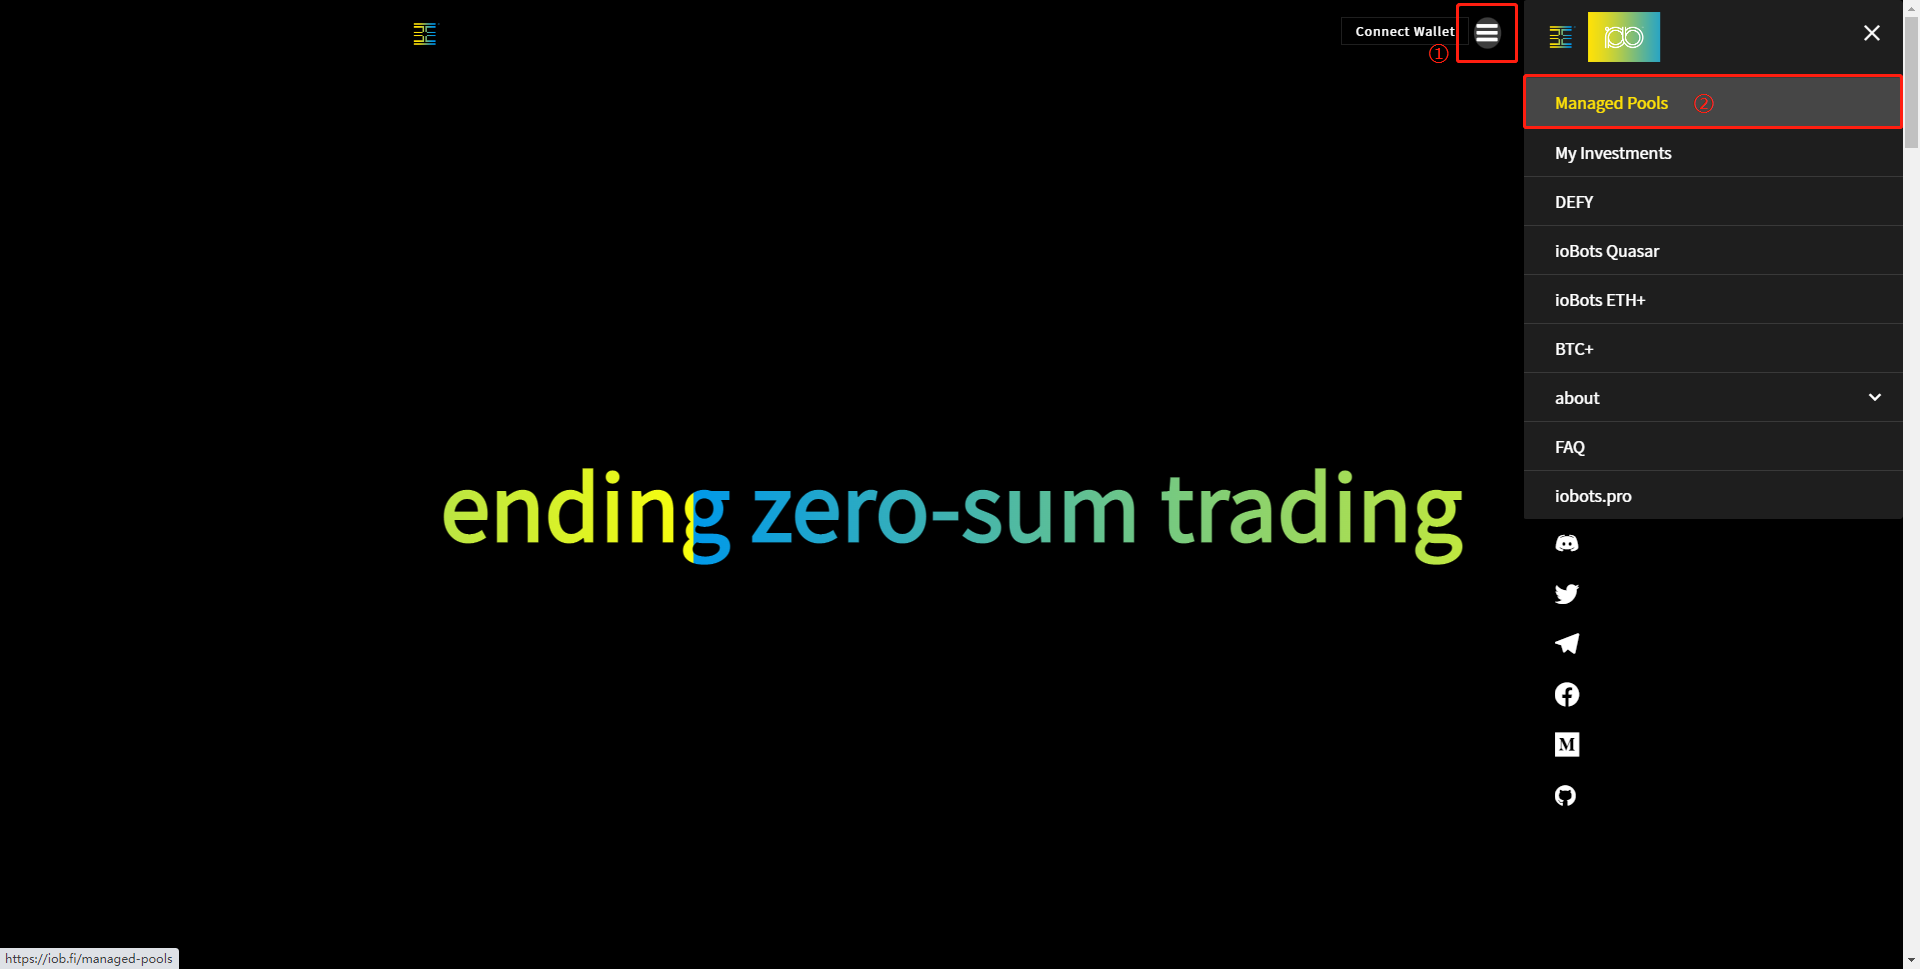 Connect Wallet
①
iob
Managed Pools ②
My Investments
DEFY
ioBots Quasar
ioBots ETH+
BTC+
about
FAQ
iobots.pro
ending zero-sum trading
M
https://iob.fi/managed-pools